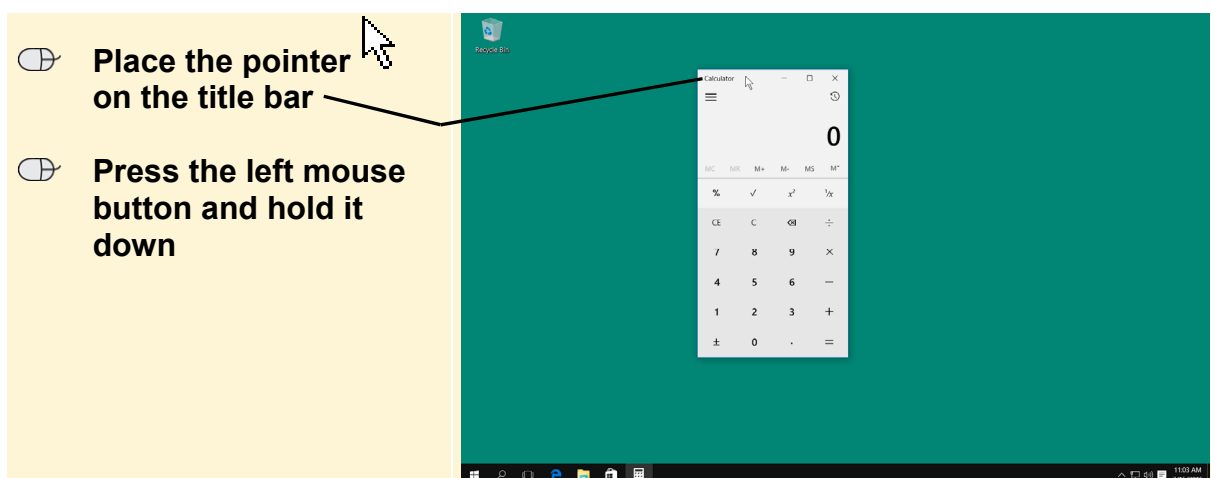 Place the pointer
on the title bar
Press the left mouse
button and hold it
down
Recycle Bin
Calculator
0
MC MR M+ M- MS M˅
% √ x² ¹/x
CE C ÷
7 8 9 ×
4 5 6 −
1 2 3 +
± 0 . =
11:03 AM